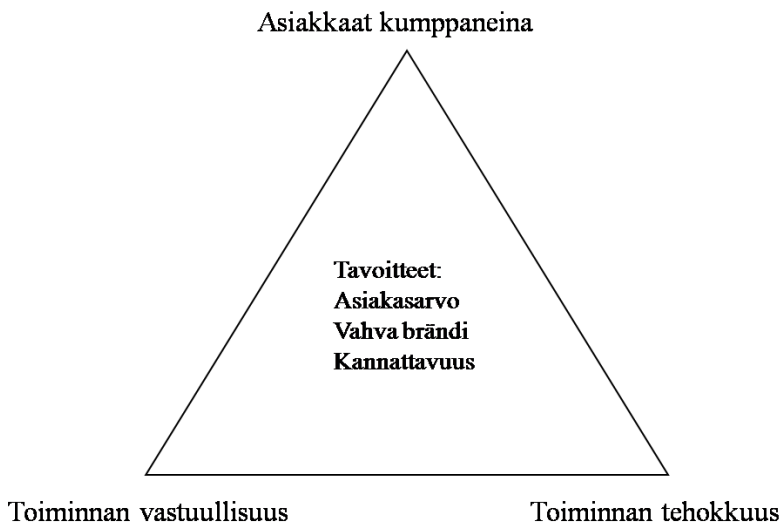 Asiakkaat kumppaneina
Tavoitteet:
Asiakasarvo
Vahva brändi
Kannattavuus
Toiminnan vastuullisuus
Toiminnan tehokkuus